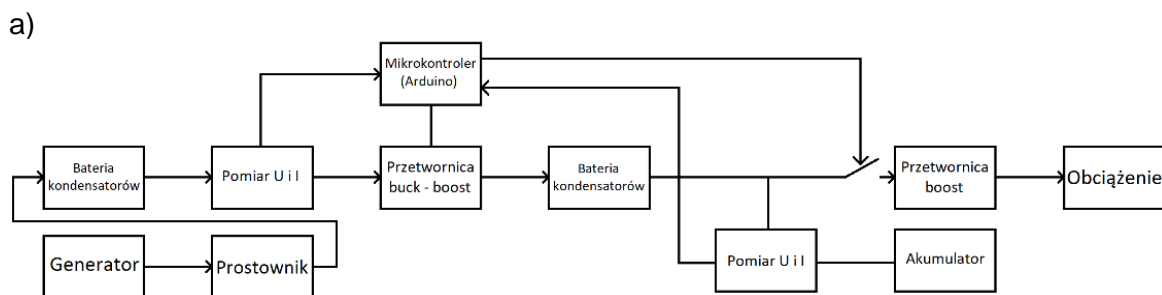 a)
Mikrokontroler
(Arduino)
Bateria
kondensatorów
Pomiar U i I
Przetwornica
buck - boost
Bateria
kondensatorów
Przetwornica
boost
Obciążenie
Generator
Prostownik
Pomiar U i I
Akumulator